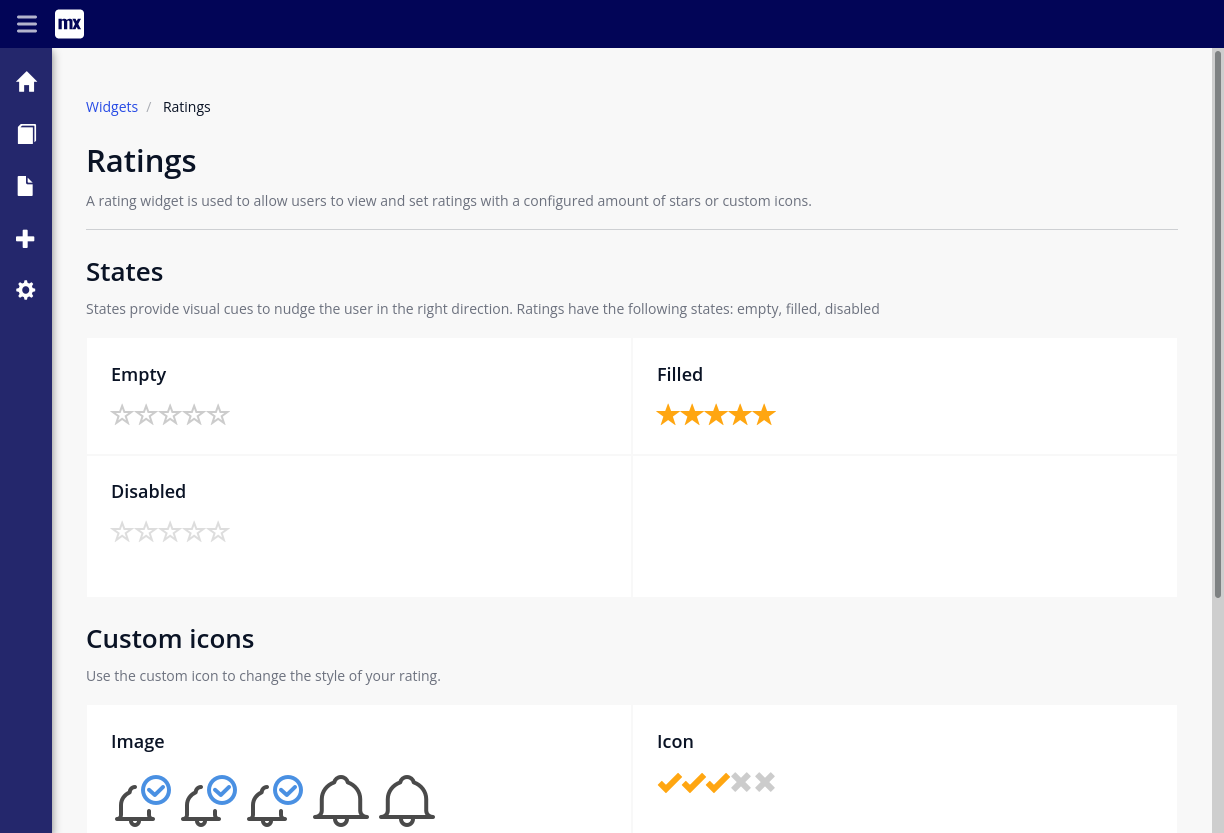 mx
Widgets / Ratings
Ratings
A rating widget is used to allow users to view and set ratings with a configured amount of stars or custom icons.
States
States provide visual cues to nudge the user in the right direction. Ratings have the following states: empty, filled, disabled
Empty
Filled
Disabled
Custom icons
Use the custom icon to change the style of your rating.
Image
Icon